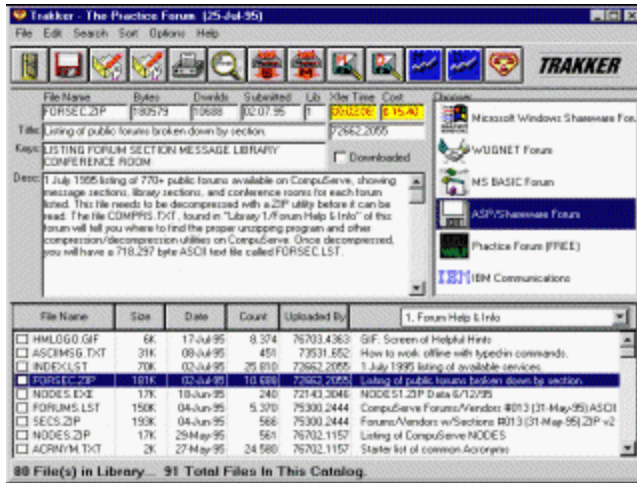 Trakker - The Practice Forum (25-Jul-95)
File Edit Search Sort Options Help
TRAKKER
File Name Bytes Dwnlds Submitted Lib Xfer Time Cost
FORSEC.ZIP 180579 10688 02.07.95 1
Title: Listing of public forums broken down by section. 72662,2055
Keys: LISTING FORUM SECTION MESSAGE LIBRARY
CONFERENCE ROOM
Downloaded
Desc: 1 July 1995 listing of 770+ public forums available on CompuServe, showing
message sections, library sections, and conference rooms for each forum
listed. This file needs to be decompressed with a ZIP utility before it can be
read. The file COMPRS.TXT, found in "Library 1/Forum Help & Info" of this
forum will tell you where to find the proper unzipping program and other
compression/decompression utilities on CompuServe. Once decompressed,
you will have a 718,297 byte ASCII text file called FORSEC.LST.
Microsoft Windows Shareware For
WUGNET Forum
MS BASIC Forum
ASP/Shareware Forum
Practice Forum (FREE)
IBM IBM Communications
File Name Size Date Count Uploaded By 1. Forum Help & Info
HMLOGO.GIF 6K 17-Jul-95 8,374 76703,4363 GIF: Screen of Helpful Hints
ASCIIMSG.TXT 31K 08-Jul-95 451 73531,652 How to work offline with typed-in commands.
INDEX.LST 70K 02-Jul-95 25,810 72662,2055 1 July 1995 listing of available services.
FORSEC.ZIP 181K 02-Jul-95 10,688 72662,2055 Listing of public forums broken down by section.
NODES.EXE 17K 18-Jun-95 240 72143,3046 NODES1.ZIP Data 6/12/95
FORUMS.LST 150K 04-Jun-95 5,370 75300,2444 CompuServe Forums/Vendors #013 (31-May-95) ASCII
SECS.ZIP 193K 04-Jun-95 566 75300,2444 Forums/Vendors w/Sections #013 (31-May-95) ZIP v2
NODES.ZIP 17K 29-May-95 561 76702,1157 Listing of CompuServe NODES
ACRNYM.TXT 2K 27-May-95 24,580 76702,1157 Starter list of common Acronyms
80 File(s) in Library... 91 Total Files In This Catalog.